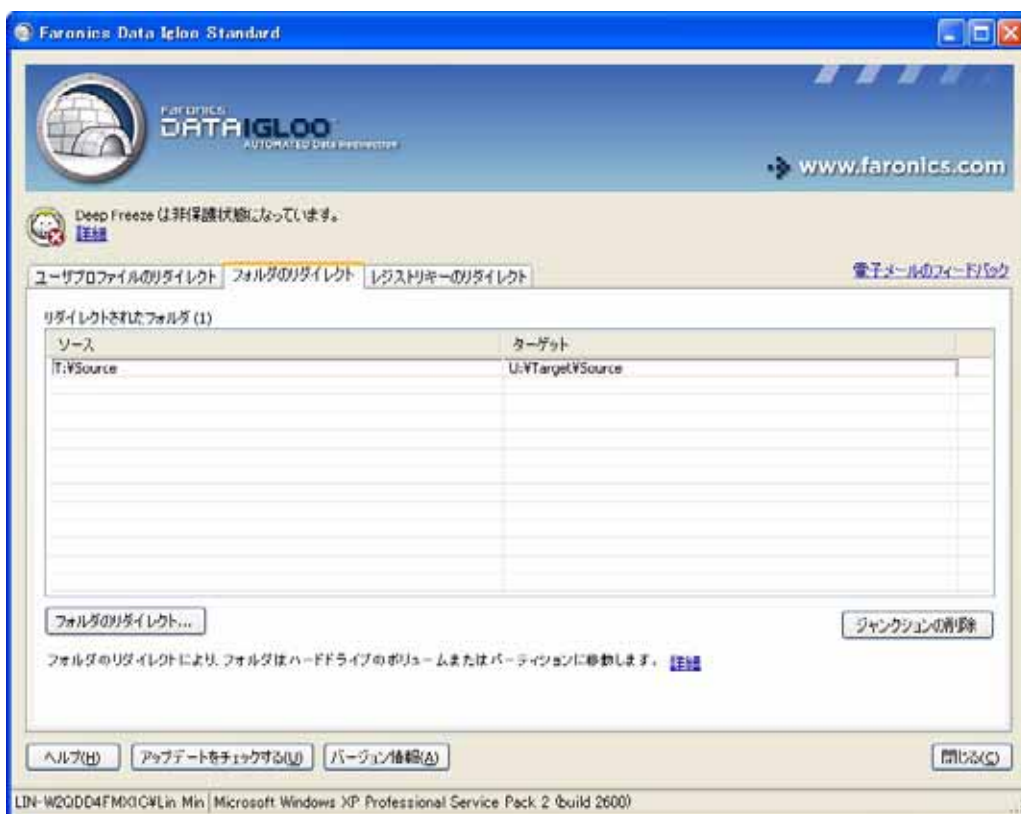 Faronics Data Igloo Standard
FARONICS
DATAIGLOO
AUTOMATED Data Redirection
www.faronics.com
Deep Freeze は非保護状態になっています。
詳細
ユーザプロファイルのリダイレクト フォルダのリダイレクト レジストリキーのリダイレクト 電子メールのフィードバック
リダイレクトされたフォルダ (1)
ソース ターゲット
T:¥Source U:¥Target¥Source
フォルダのリダイレクト... ジャンクションの削除
フォルダのリダイレクトにより、フォルダはハードドライブのボリュームまたはパーティションに移動します。 詳細
ヘルプ(H) アップデートをチェックする(U) バージョン情報(A) 閉じる(C)
LIN-W2QDD4FMXIC¥Lin Min Microsoft Windows XP Professional Service Pack 2 (build 2600)